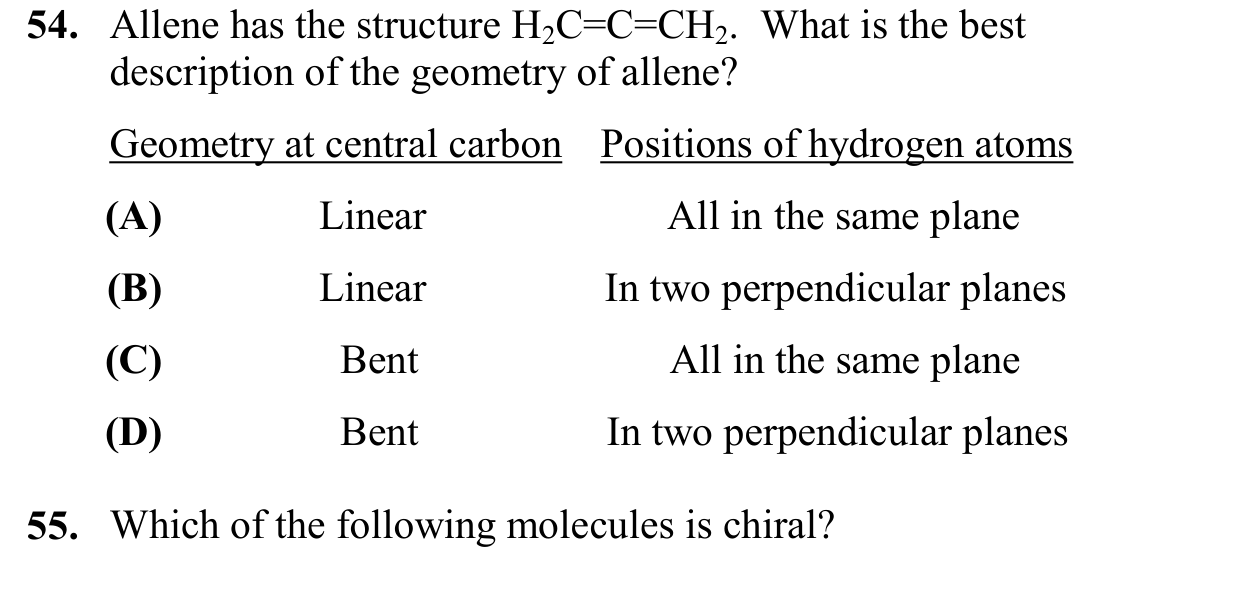 54. Allene has the structure H₂C=C=CH₂. What is the best
description of the geometry of allene?
Geometry at central carbon Positions of hydrogen atoms
(A) Linear All in the same plane
(B) Linear In two perpendicular planes
(C) Bent All in the same plane
(D) Bent In two perpendicular planes
55. Which of the following molecules is chiral?